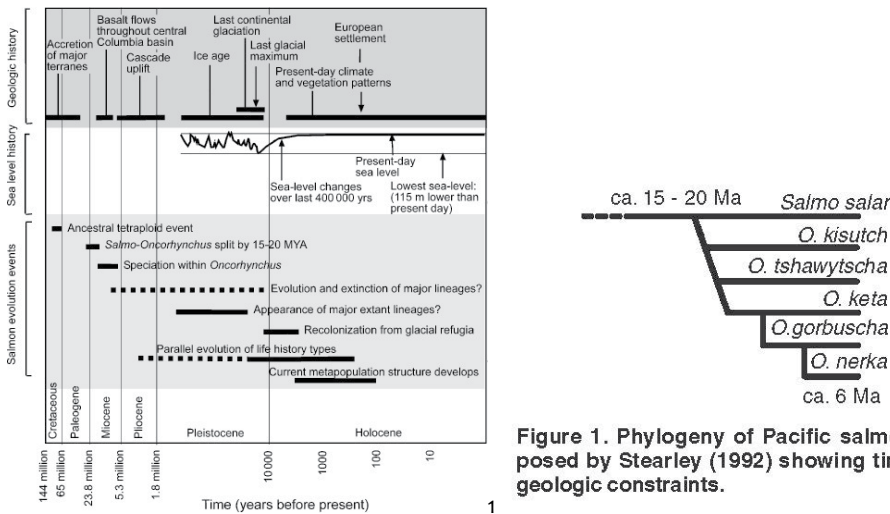 Geologic history
Accretion
of major
terranes
Basalt flows
throughout central
Columbia basin
Cascade
uplift
Ice age
Last continental
glaciation
Last glacial
maximum
European
settlement
Present-day climate
and vegetation patterns
Sea level history
Sea-level changes
over last 400 000 yrs
Present-day
sea level
Lowest sea-level:
(115 m lower than
present day)
Salmon evolution events
Ancestral tetraploid event
Salmo-Oncorhynchus split by 15-20 MYA
Speciation within Oncorhynchus
Evolution and extinction of major lineages?
Appearance of major extant lineages?
Recolonization from glacial refugia
Parallel evolution of life history types
Current metapopulation structure develops
Cretaceous
Paleogene
Miocene
Pliocene
Pleistocene
Holocene
144 million
65 million
23.8 million
5.3 million
1.8 million
10 000
1000
100
10
Time (years before present)
1
ca. 15 - 20 Ma
Salmo salar
O. kisutch
O. tshawytscha
O. keta
O.gorbuscha
O. nerka
ca. 6 Ma
Figure 1. Phylogeny of Pacific salm
posed by Stearley (1992) showing ti
geologic constraints.